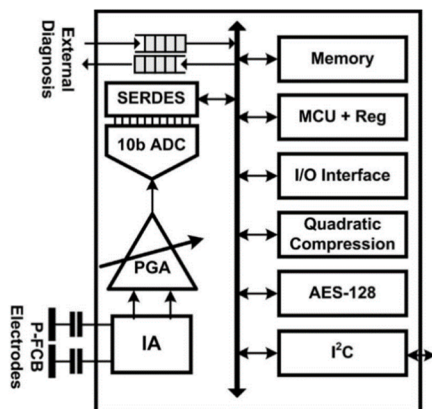 External
Diagnosis
SERDES
10b ADC
PGA
IA
P-FCB
Electrodes
Memory
MCU + Reg
I/O Interface
Quadratic
Compression
AES-128
I²C